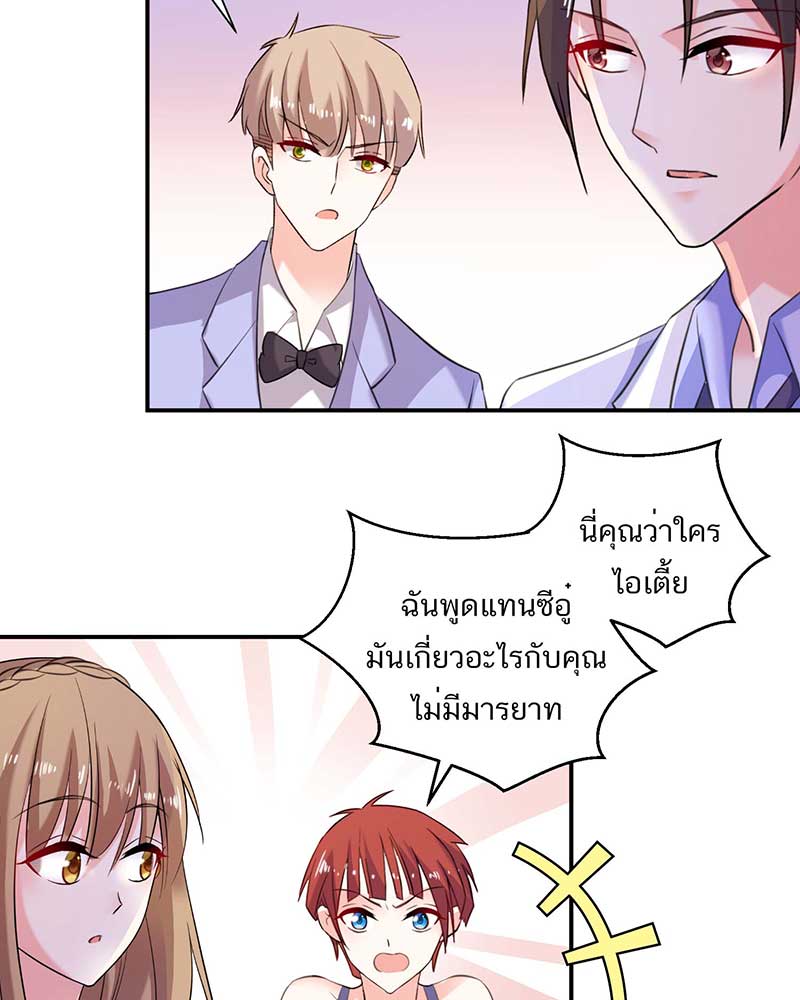 นี่คุณว่าใคร
ไอเตี้ย
ฉันพูดแทนซีอู๋
มันเกี่ยวอะไรกับคุณ
ไม่มีมารยาท